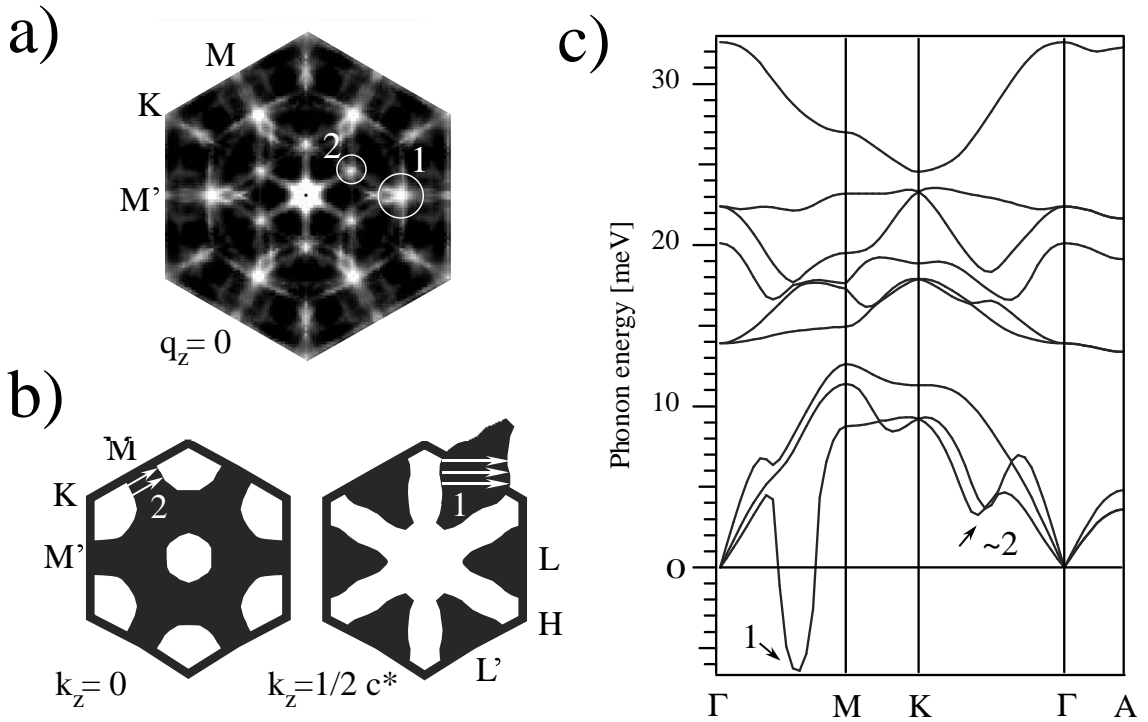 a)
M
K
M'
2
1
q_z= 0
b)
M
K
M'
2
k_z= 0
1
L
H
L'
k_z=1/2 c*
c)
Phonon energy [meV]
30
20
10
0
1
~2
Γ M K Γ A